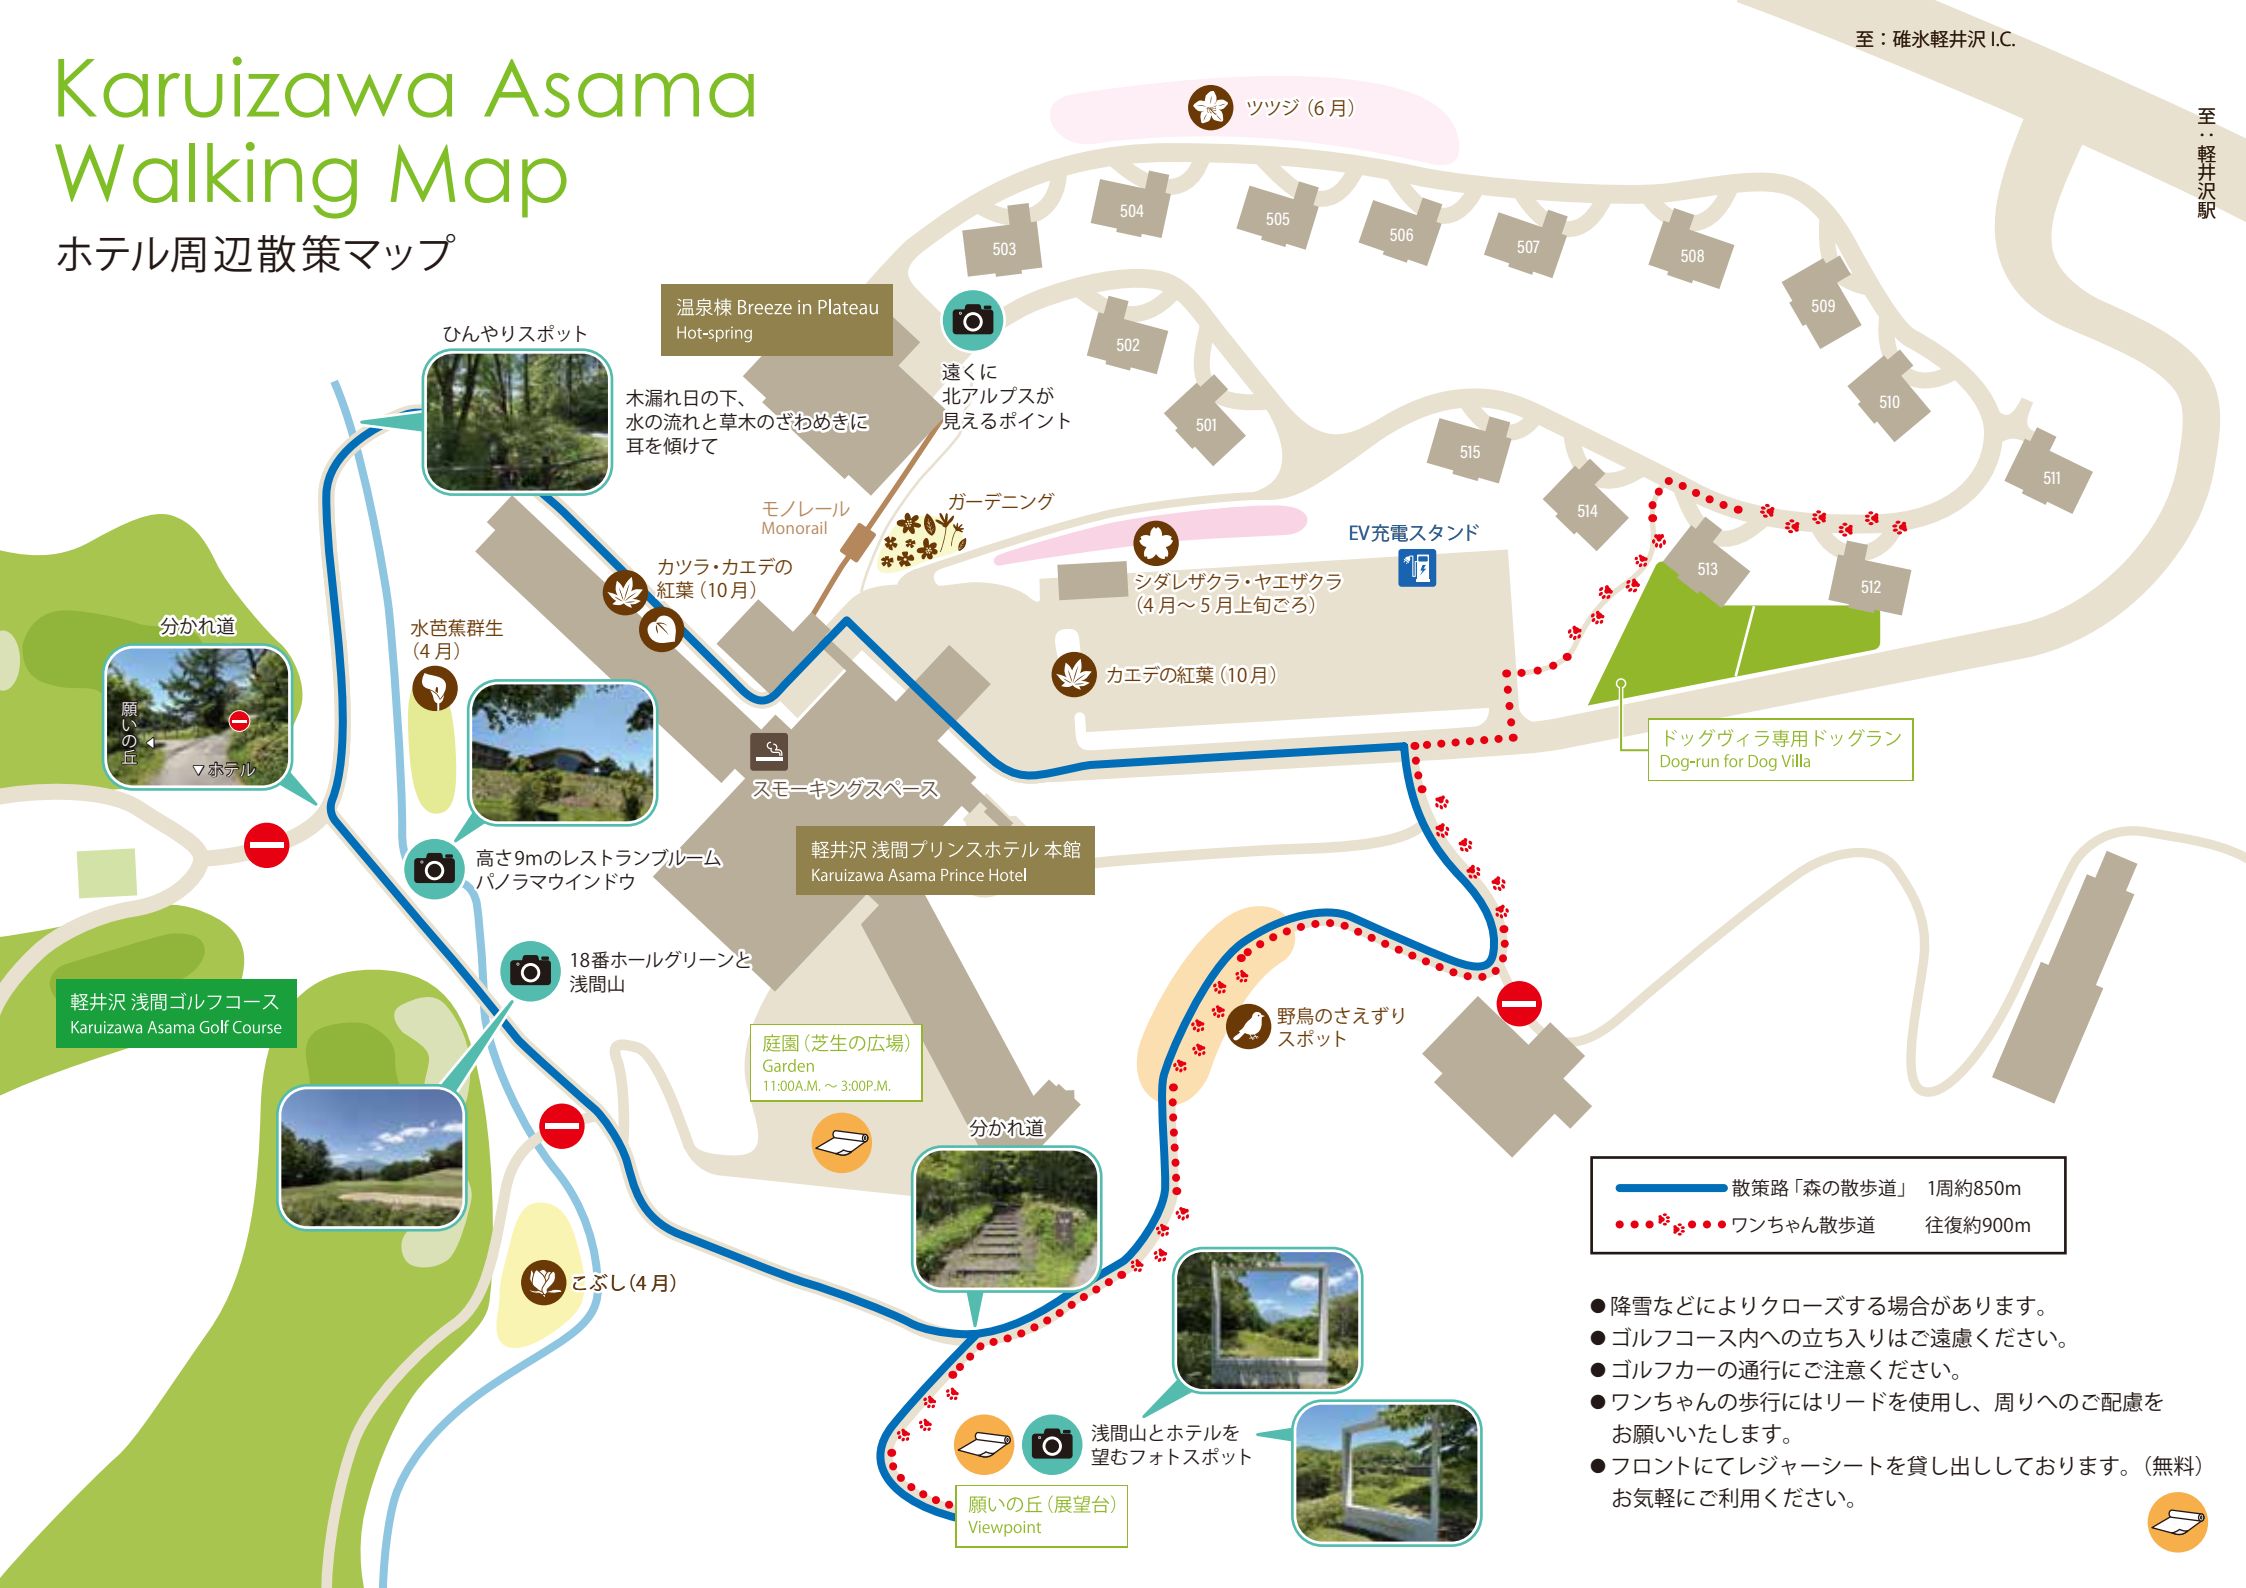 Karuizawa Asama
Walking Map
ホテル周辺散策マップ
至：碓氷軽井沢 I.C.
至：軽井沢駅
ツツジ（6月）
503
504
505
506
507
508
509
510
511
502
501
515
514
513
512
温泉棟 Breeze in Plateau
Hot-spring
遠くに
北アルプスが
見えるポイント
ひんやりスポット
木漏れ日の下、
水の流れと草木のざわめきに
耳を傾けて
モノレール
Monorail
ガーデニング
EV充電スタンド
シダレザクラ・ヤエザクラ
（4月～5月上旬ごろ）
カツラ・カエデの
紅葉（10月）
カエデの紅葉（10月）
水芭蕉群生
（4月）
分かれ道
願いの丘
▼ホテル
スモーキングスペース
ドッグヴィラ専用ドッグラン
Dog-run for Dog Villa
軽井沢 浅間プリンスホテル 本館
Karuizawa Asama Prince Hotel
高さ9mのレストランブルーム
パノラマウインドウ
18番ホールグリーンと
浅間山
軽井沢 浅間ゴルフコース
Karuizawa Asama Golf Course
庭園（芝生の広場）
Garden
11:00A.M. ～ 3:00P.M.
野鳥のさえずり
スポット
分かれ道
こぶし（4月）
浅間山とホテルを
望むフォトスポット
願いの丘（展望台）
Viewpoint
散策路「森の散歩道」 1周約850m
ワンちゃん散歩道 往復約900m
●降雪などによりクローズする場合があります。
●ゴルフコース内への立ち入りはご遠慮ください。
●ゴルフカーの通行にご注意ください。
●ワンちゃんの歩行にはリードを使用し、周りへのご配慮を
お願いいたします。
●フロントにてレジャーシートを貸し出ししております。（無料）
お気軽にご利用ください。